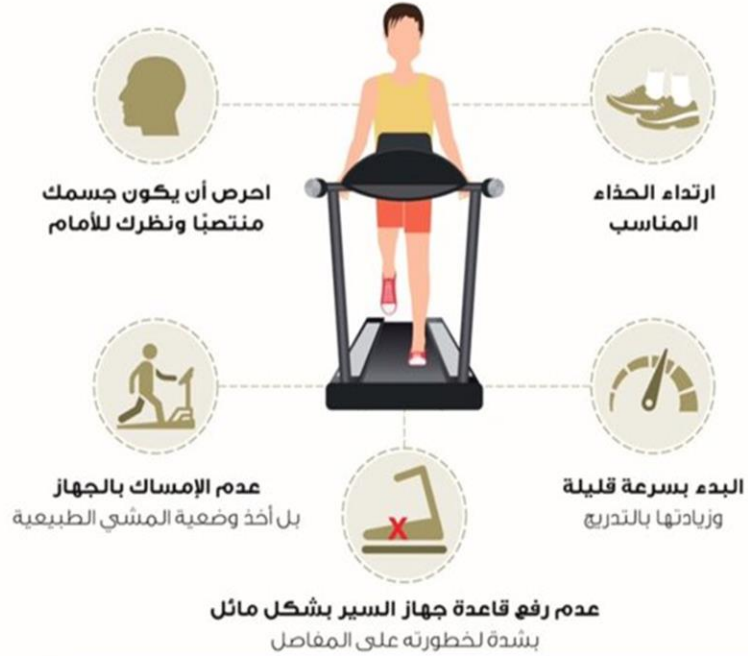 ارتداء الحذاء
المناسب
احرص أن يكون جسمك
منتصبًا ونظرك للأمام
البدء بسرعة قليلة
وزيادتها بالتدريج
عدم الإمساك بالجهاز
بل أخذ وضعية المشي الطبيعية
عدم رفع قاعدة جهاز السير بشكل مائل
بشدة لخطورته على المفاصل